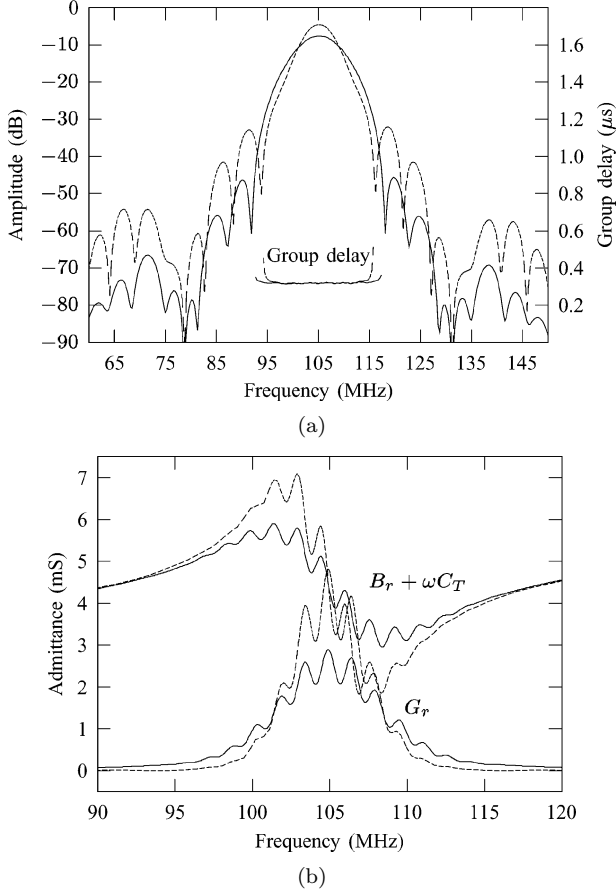 0
−10
−20
−30
−40
−50
−60
−70
−80
−90
Amplitude (dB)
1.6
1.4
1.2
1.0
0.8
0.6
0.4
0.2
Group delay (μs)
Group delay
65 75 85 95 105 115 125 135 145
Frequency (MHz)
(a)
7
6
5
4
3
2
1
0
Admittance (mS)
B_r + ωC_T
G_r
90 95 100 105 110 115 120
Frequency (MHz)
(b)